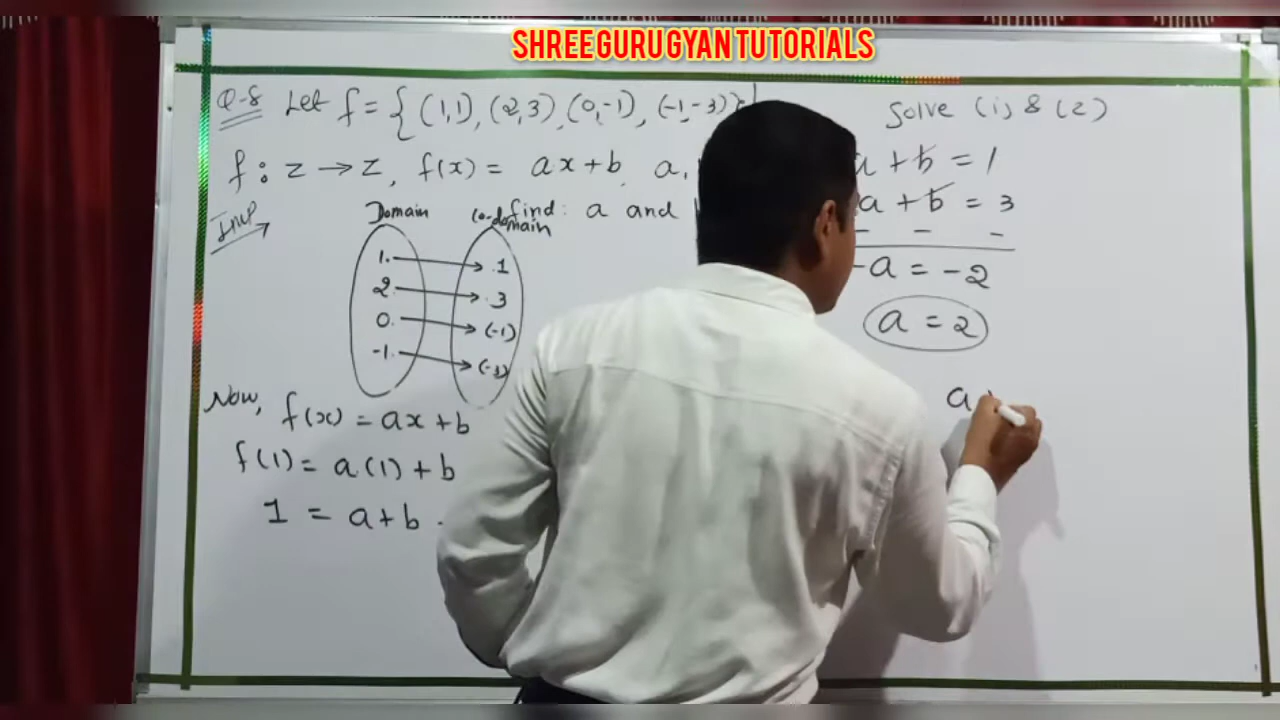 SHREE GURU GYAN TUTORIALS
Q-8 Let f = { (1,1), (2,3), (0,-1), (-1,-3)}
f : z → z, f(x) = ax + b, a,
Imp
find: a and
Domain
Co-domain
1. → .1
2. → .3
0. → (-1)
-1. → (-3)
Now, f(x) = ax + b
f(1) = a(1) + b
1 = a + b
Solve (1) & (2)
a + b = 1
a + b = 3
- - -
-a = -2
a = 2
a